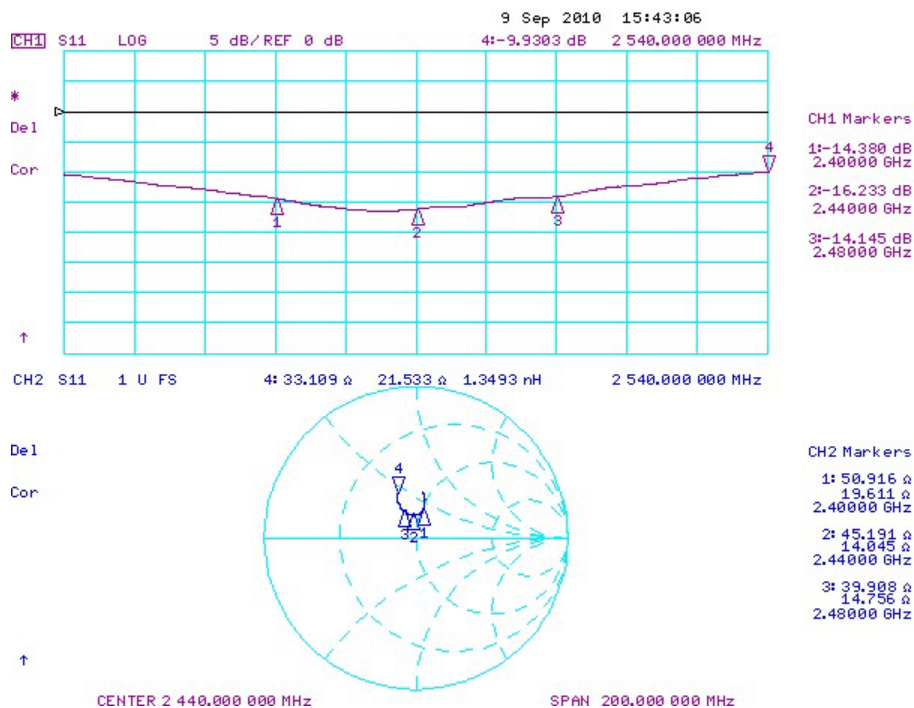 9 Sep 2010 15:43:06
CH1 S11 LOG 5 dB/REF 0 dB 4:-9.9303 dB 2 540.000 000 MHz
*
Del
Cor
CH1 Markers
1:-14.380 dB
2.40000 GHz
2:-16.233 dB
2.44000 GHz
3:-14.145 dB
2.48000 GHz
1
2
3
4
↑
CH2 S11 1 U FS 4: 33.109 Ω 21.533 Ω 1.3493 nH 2 540.000 000 MHz
Del
Cor
CH2 Markers
1: 50.916 Ω
19.611 Ω
2.40000 GHz
2: 45.191 Ω
14.045 Ω
2.44000 GHz
3: 39.908 Ω
14.756 Ω
2.48000 GHz
4
3 2 1
↑
CENTER 2 440.000 000 MHz SPAN 200.000 000 MHz